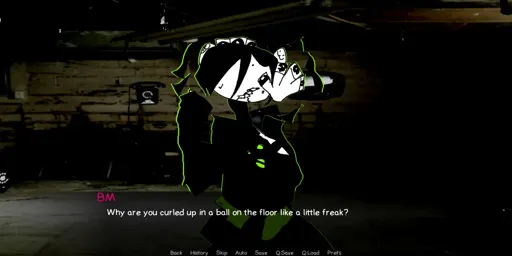 BM
Why are you curled up in a ball on the floor like a little freak?
Back History Skip Auto Save Q.Save Q.Load Prefs